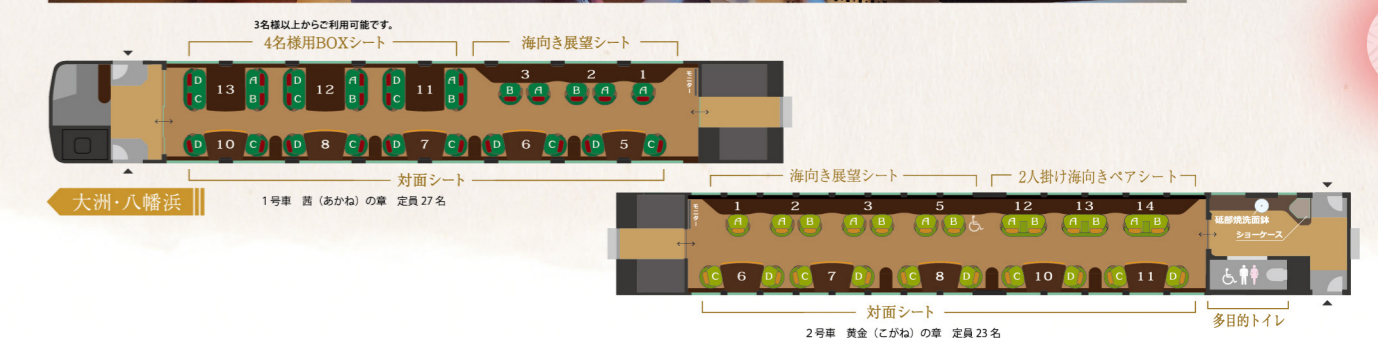 3名様以上からご利用可能です。
4名様用BOXシート
海向き展望シート
D 13 A D 12 A D 11 A 3 2 1
C B C B C B B A B A A
モニター
D 10 C D 8 C D 7 C D 6 C D 5 C
対面シート
大洲・八幡浜
1号車 茜（あかね）の章 定員27名
海向き展望シート
2人掛け海向きペアシート
モニター
1 2 3 5 12 13 14
A A B A B A B A B A B A B
砥部焼洗面鉢
ショーケース
C 6 D C 7 D C 8 D C 10 D C 11 D
対面シート
多目的トイレ
2号車 黄金（こがね）の章 定員23名